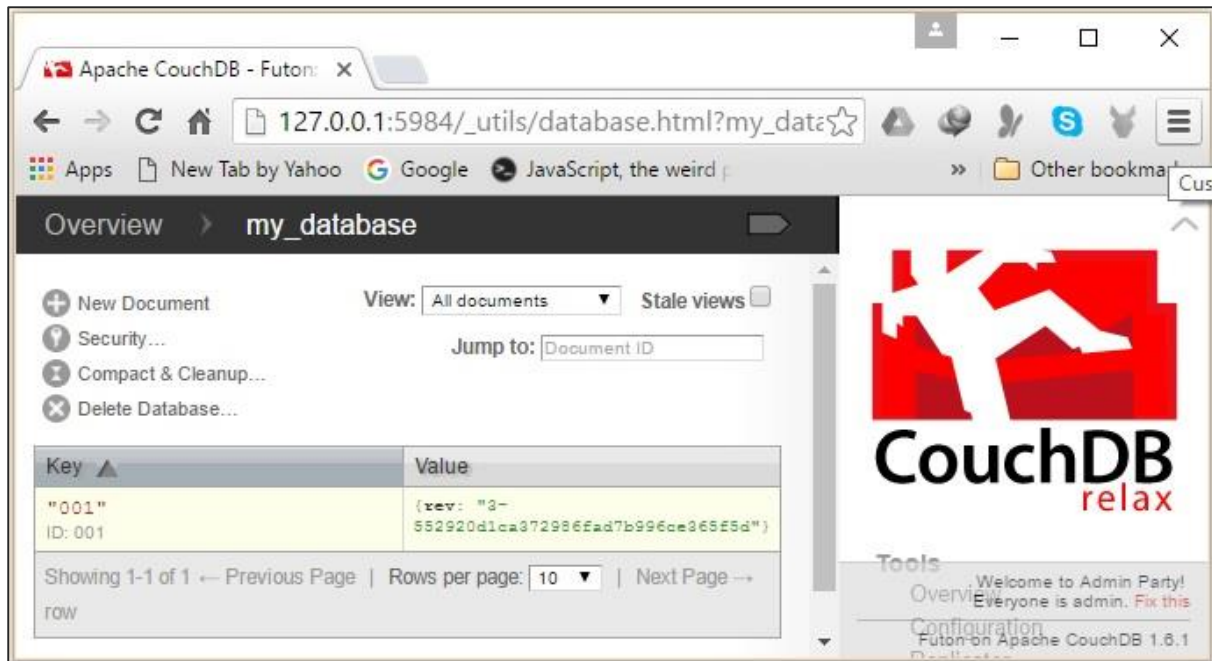 Apache CouchDB - Futon:
127.0.0.1:5984/_utils/database.html?my_data
Apps New Tab by Yahoo G Google JavaScript, the weird p » Other bookma
Cus
Overview my_database
New Document View: All documents Stale views
Security... Jump to: Document ID
Compact & Cleanup...
Delete Database...
Key Value
"001" {rev: "3-
ID: 001 552920d1ca372986fad7b996ce365f5d"}
Showing 1-1 of 1 ← Previous Page | Rows per page: 10 | Next Page →
row
CouchDB
relax
Tools
Overview
Welcome to Admin Party!
Everyone is admin. Fix this
Configuration
Futon on Apache CouchDB 1.6.1
Replicator